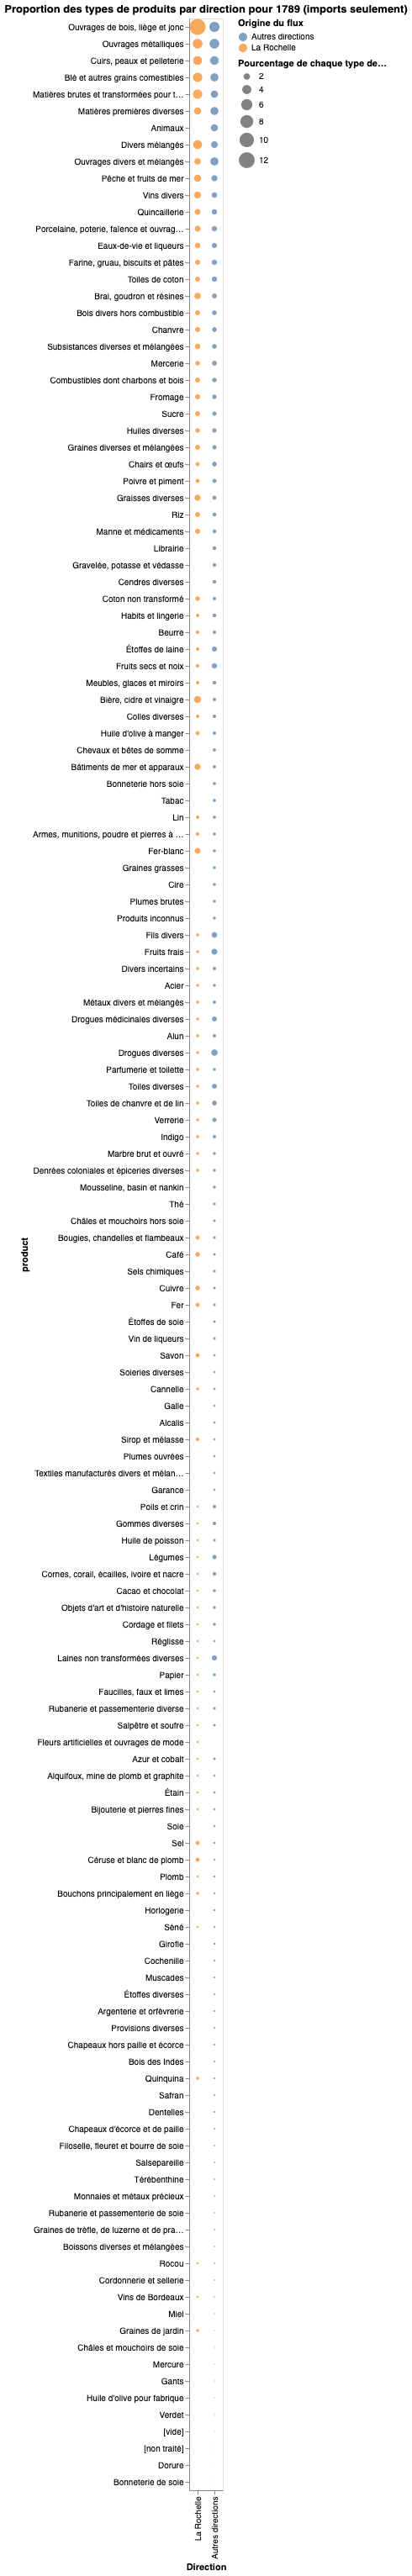 Proportion des types de produits par direction pour 1789 (imports seulement)
Origine du flux
Autres directions
La Rochelle
Pourcentage de chaque type de…
2
4
6
8
10
12
Ouvrages de bois, liège et jonc
Ouvrages métalliques
Cuirs, peaux et pelleterie
Blé et autres grains comestibles
Matières brutes et transformées pour t…
Matières premières diverses
Animaux
Divers mélangés
Ouvrages divers et mélangés
Pêche et fruits de mer
Vins divers
Quincaillerie
Porcelaine, poterie, faïence et ouvrag…
Eaux-de-vie et liqueurs
Farine, gruau, biscuits et pâtes
Toiles de coton
Brai, goudron et résines
Bois divers hors combustible
Chanvre
Subsistances diverses et mélangées
Mercerie
Combustibles dont charbons et bois
Fromage
Sucre
Huiles diverses
Graines diverses et mélangées
Chairs et œufs
Poivre et piment
Graisses diverses
Riz
Manne et médicaments
Librairie
Gravelée, potasse et védasse
Cendres diverses
Coton non transformé
Habits et lingerie
Beurre
Étoffes de laine
Fruits secs et noix
Meubles, glaces et miroirs
Bière, cidre et vinaigre
Colles diverses
Huile d'olive à manger
Chevaux et bêtes de somme
Bâtiments de mer et apparaux
Bonneterie hors soie
Tabac
Lin
Armes, munitions, poudre et pierres à …
Fer-blanc
Graines grasses
Cire
Plumes brutes
Produits inconnus
Fils divers
Fruits frais
Divers incertains
Acier
Métaux divers et mélangés
Drogues médicinales diverses
Alun
Drogues diverses
Parfumerie et toilette
Toiles diverses
Toiles de chanvre et de lin
Verrerie
Indigo
Marbre brut et ouvré
Denrées coloniales et épiceries diverses
Mousseline, basin et nankin
Thé
Châles et mouchoirs hors soie
Bougies, chandelles et flambeaux
Café
Sels chimiques
Cuivre
Fer
Étoffes de soie
Vin de liqueurs
Savon
Soieries diverses
Cannelle
Galle
Alcalis
Sirop et mélasse
Plumes ouvrées
Textiles manufacturés divers et mélan…
Garance
Poils et crin
Gommes diverses
Huile de poisson
Légumes
Cornes, corail, écailles, ivoire et nacre
Cacao et chocolat
Objets d'art et d'histoire naturelle
Cordage et filets
Réglisse
Laines non transformées diverses
Papier
Faucilles, faux et limes
Rubanerie et passementerie diverse
Salpêtre et soufre
Fleurs artificielles et ouvrages de mode
Azur et cobalt
Alquifoux, mine de plomb et graphite
Étain
Bijouterie et pierres fines
Soie
Sel
Céruse et blanc de plomb
Plomb
Bouchons principalement en liège
Horlogerie
Séné
Girofle
Cochenille
Muscades
Étoffes diverses
Argenterie et orfèvrerie
Provisions diverses
Chapeaux hors paille et écorce
Bois des Indes
Quinquina
Safran
Dentelles
Chapeaux d'écorce et de paille
Filoselle, fleuret et bourre de soie
Salsepareille
Térébenthine
Monnaies et métaux précieux
Rubanerie et passementerie de soie
Graines de trèfle, de luzerne et de pra…
Boissons diverses et mélangées
Rocou
Cordonnerie et sellerie
Vins de Bordeaux
Miel
Graines de jardin
Châles et mouchoirs de soie
Mercure
Gants
Huile d'olive pour fabrique
Verdet
[vide]
[non traité]
Dorure
Bonneterie de soie
product
La Rochelle
Autres directions
Direction